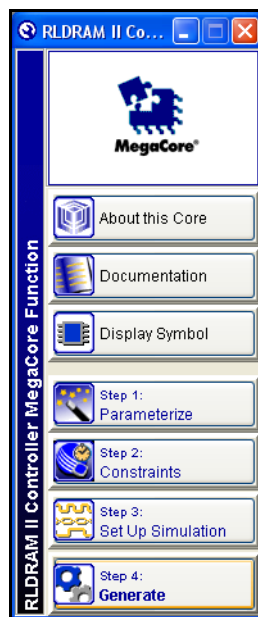 RLDRAM II Co...
MegaCore®
RLDRAM II Controller MegaCore Function
About this Core
Documentation
Display Symbol
Step 1:
Parameterize
Step 2:
Constraints
Step 3:
Set Up Simulation
Step 4:
Generate